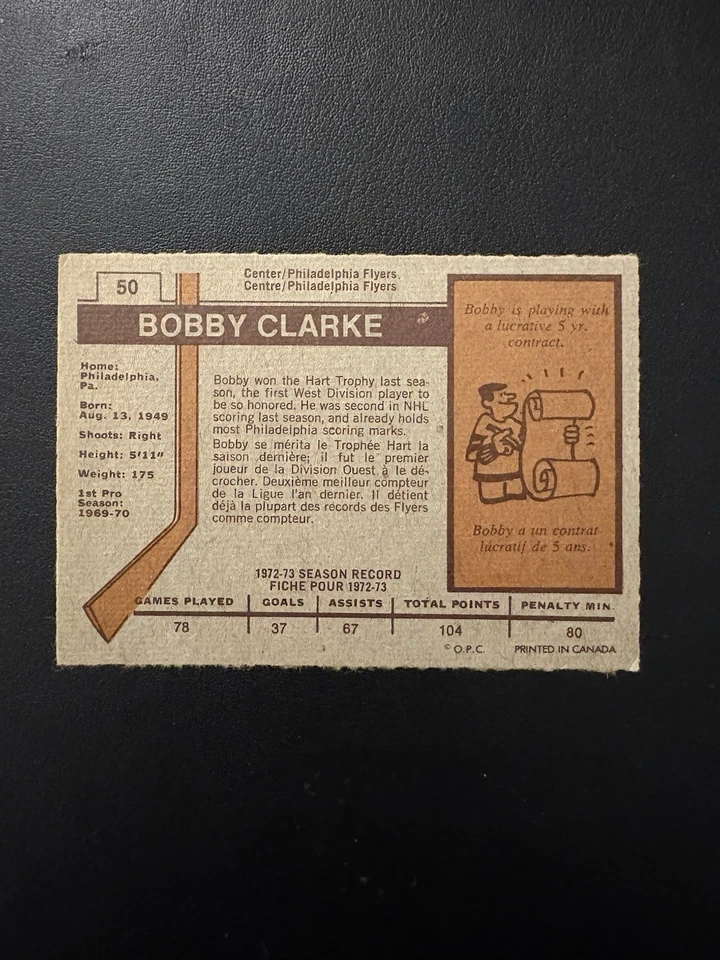 50
Center/Philadelphia Flyers
Centre/Philadelphia Flyers
BOBBY CLARKE
Home:
Philadelphia,
Pa.
Born:
Aug. 13, 1949
Shoots: Right
Height: 5'11"
Weight: 175
1st Pro
Season:
1969-70
Bobby won the Hart Trophy last sea-
son, the first West Division player to
be so honored. He was second in NHL
scoring last season, and already holds
most Philadelphia scoring marks.
Bobby se mérita le Trophée Hart la
saison dernière; il fut le premier
joueur de la Division Ouest à le dé-
crocher. Deuxième meilleur compteur
de la Ligue l'an dernier. Il détient
déjà la plupart des records des Flyers
comme compteur.
Bobby is playing with
a lucrative 5 yr.
contract.
Bobby a un contrat
lucratif de 5 ans.
1972-73 SEASON RECORD
FICHE POUR 1972-73
GAMES PLAYED GOALS ASSISTS TOTAL POINTS PENALTY MIN.
78 37 67 104 80
© O.P.C. PRINTED IN CANADA